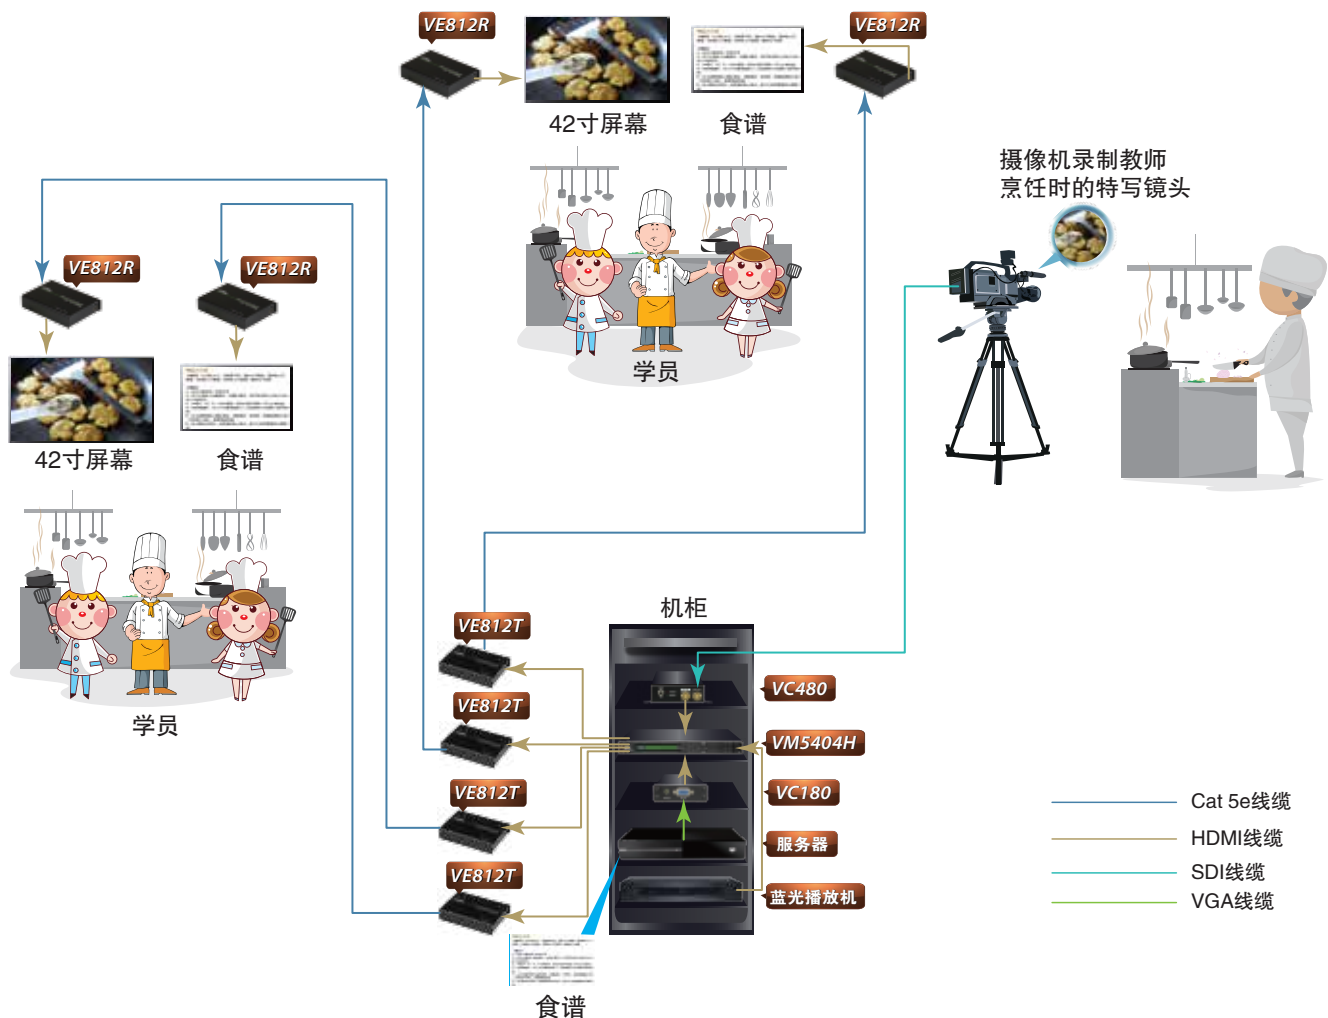 VE812R
VE812R
42寸屏幕
食谱
摄像机录制教师
烹饪时的特写镜头
VE812R
VE812R
学员
42寸屏幕
食谱
学员
机柜
VE812T
VC480
VE812T
VM5404H
VE812T
VC180
服务器
VE812T
蓝光播放机
食谱
Cat 5e线缆
HDMI线缆
SDI线缆
VGA线缆